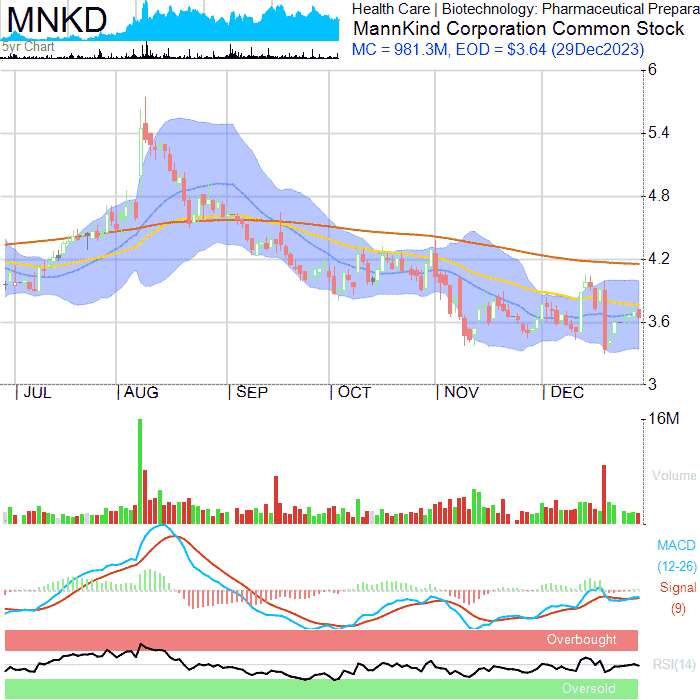 MNKD
5yr Chart
Health Care | Biotechnology: Pharmaceutical Prepara
MannKind Corporation Common Stock
MC = 981.3M, EOD = $3.64 (29Dec2023)
6
5.4
4.8
4.2
3.6
3
JUL AUG SEP OCT NOV DEC
16M
Volume
MACD
(12-26)
Signal
(9)
Overbought
RSI(14)
Oversold